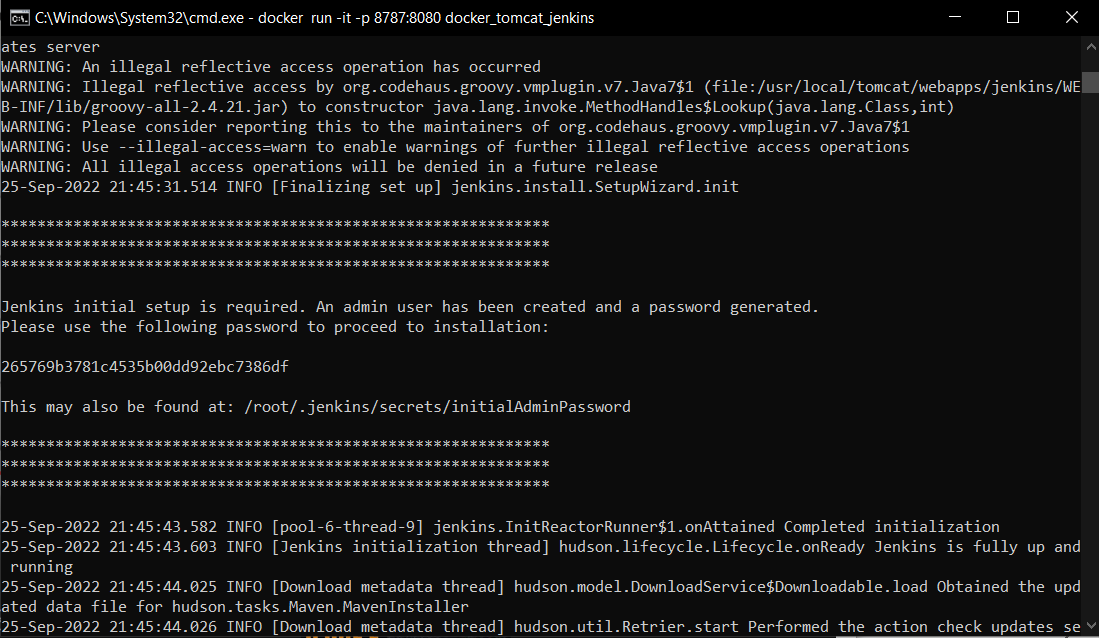 C:\Windows\System32\cmd.exe - docker  run -it -p 8787:8080 docker_tomcat_jenkins
ates server
WARNING: An illegal reflective access operation has occurred
WARNING: Illegal reflective access by org.codehaus.groovy.vmplugin.v7.Java7$1 (file:/usr/local/tomcat/webapps/jenkins/WE
B-INF/lib/groovy-all-2.4.21.jar) to constructor java.lang.invoke.MethodHandles$Lookup(java.lang.Class,int)
WARNING: Please consider reporting this to the maintainers of org.codehaus.groovy.vmplugin.v7.Java7$1
WARNING: Use --illegal-access=warn to enable warnings of further illegal reflective access operations
WARNING: All illegal access operations will be denied in a future release
25-Sep-2022 21:45:31.514 INFO [Finalizing set up] jenkins.install.SetupWizard.init
*************************************************************
*************************************************************
*************************************************************
Jenkins initial setup is required. An admin user has been created and a password generated.
Please use the following password to proceed to installation:
265769b3781c4535b00dd92ebc7386df
This may also be found at: /root/.jenkins/secrets/initialAdminPassword
*************************************************************
*************************************************************
*************************************************************
25-Sep-2022 21:45:43.582 INFO [pool-6-thread-9] jenkins.InitReactorRunner$1.onAttained Completed initialization
25-Sep-2022 21:45:43.603 INFO [Jenkins initialization thread] hudson.lifecycle.Lifecycle.onReady Jenkins is fully up and
 running
25-Sep-2022 21:45:44.025 INFO [Download metadata thread] hudson.model.DownloadService$Downloadable.load Obtained the upd
ated data file for hudson.tasks.Maven.MavenInstaller
25-Sep-2022 21:45:44.026 INFO [Download metadata thread] hudson.util.Retrier.start Performed the action check updates se